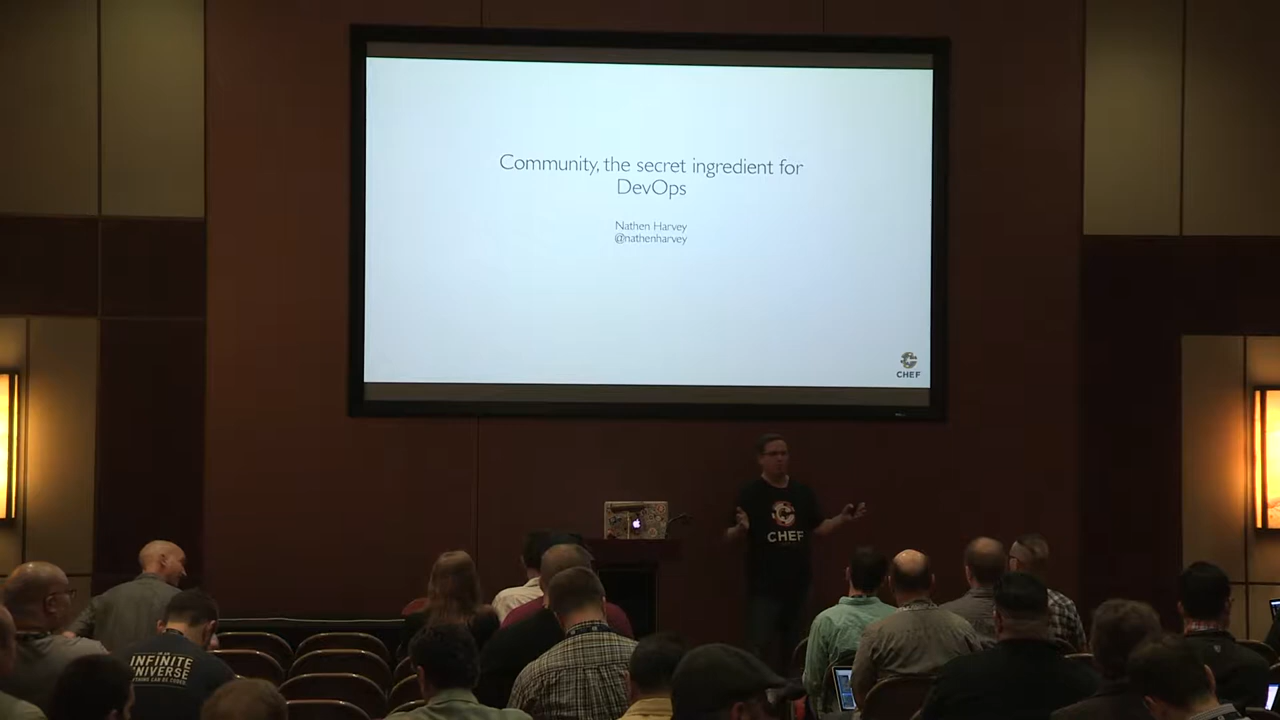 Community, the secret ingredient for
DevOps
Nathen Harvey
@nathenharvey
CHEF
CHEF
INFINITE
UNIVERSE